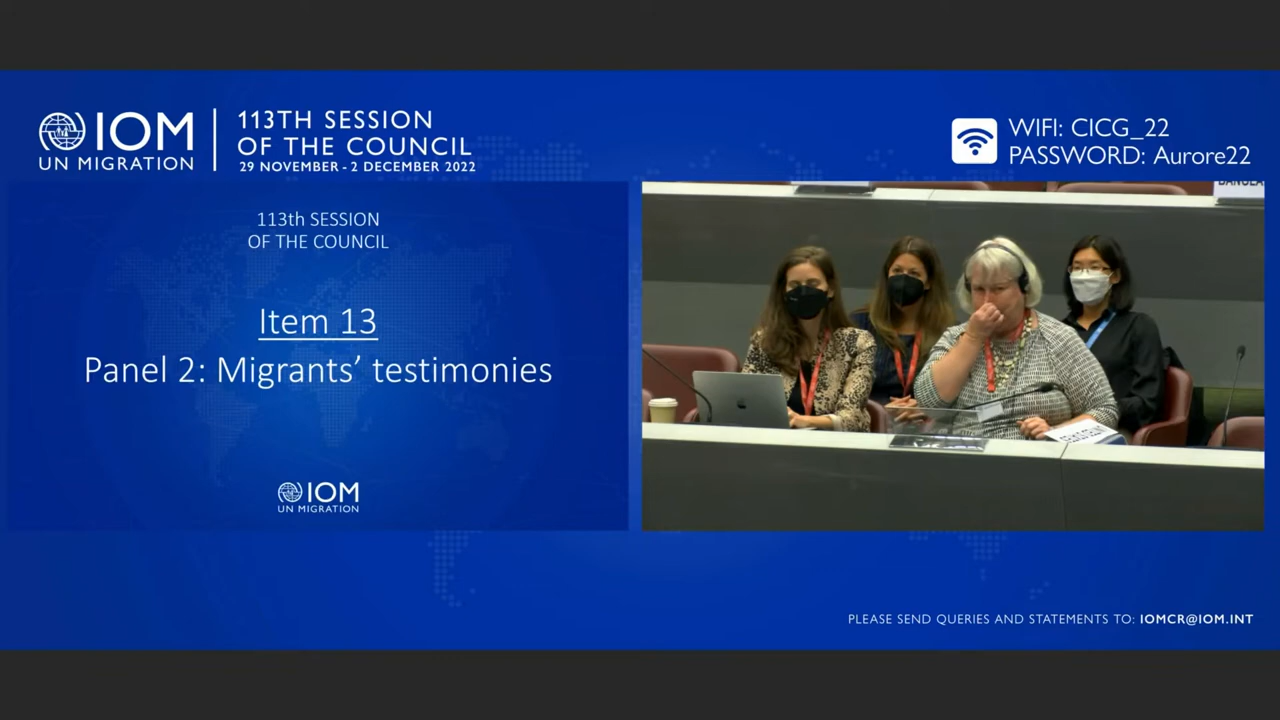 IOM
UN MIGRATION
113TH SESSION
OF THE COUNCIL
29 NOVEMBER - 2 DECEMBER 2022
WIFI: CICG_22
PASSWORD: Aurore22
113th SESSION
OF THE COUNCIL
Item 13
Panel 2: Migrants’ testimonies
IOM
UN MIGRATION
PLEASE SEND QUERIES AND STATEMENTS TO: IOMCR@IOM.INT